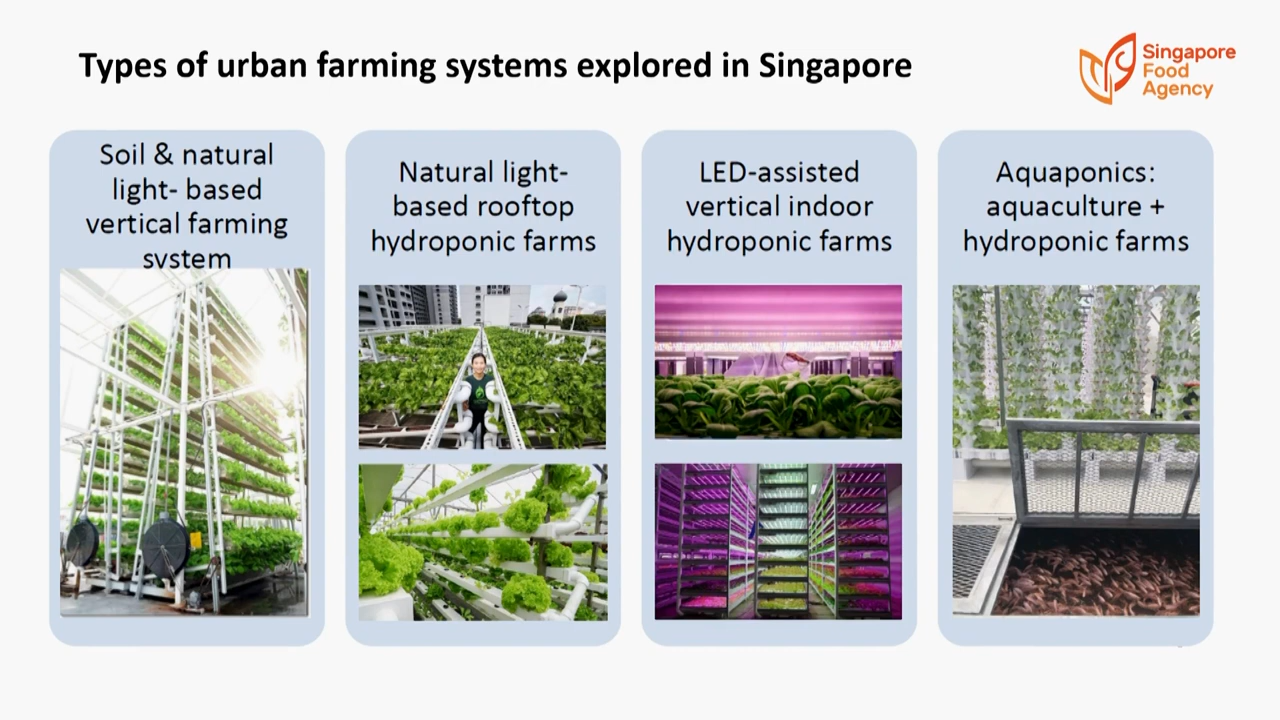 Types of urban farming systems explored in Singapore
Singapore
Food
Agency
Soil & natural
light- based
vertical farming
system
Natural light-
based rooftop
hydroponic farms
LED-assisted
vertical indoor
hydroponic farms
Aquaponics:
aquaculture +
hydroponic farms